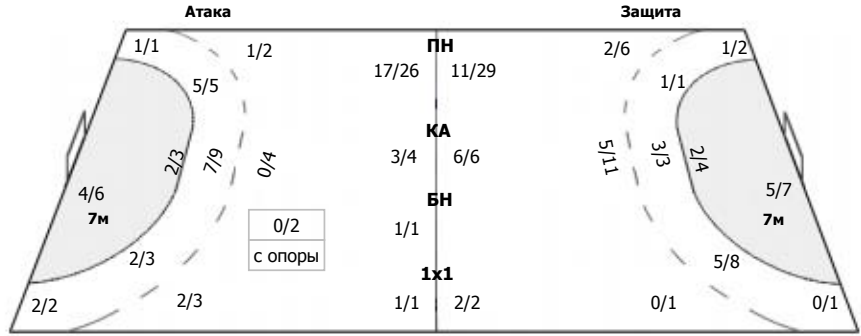 Атака Защита
1/1 1/2 ПН 2/6 1/2
17/26 11/29
5/5 1/1
КА
2/3 7/9 0/4 3/4 6/6 5/11 3/3 2/4
4/6 БН 5/7
7м 7м
0/2 1/1
2/3 с опоры 5/8
1х1
2/2 2/3 1/1 2/2 0/1 0/1